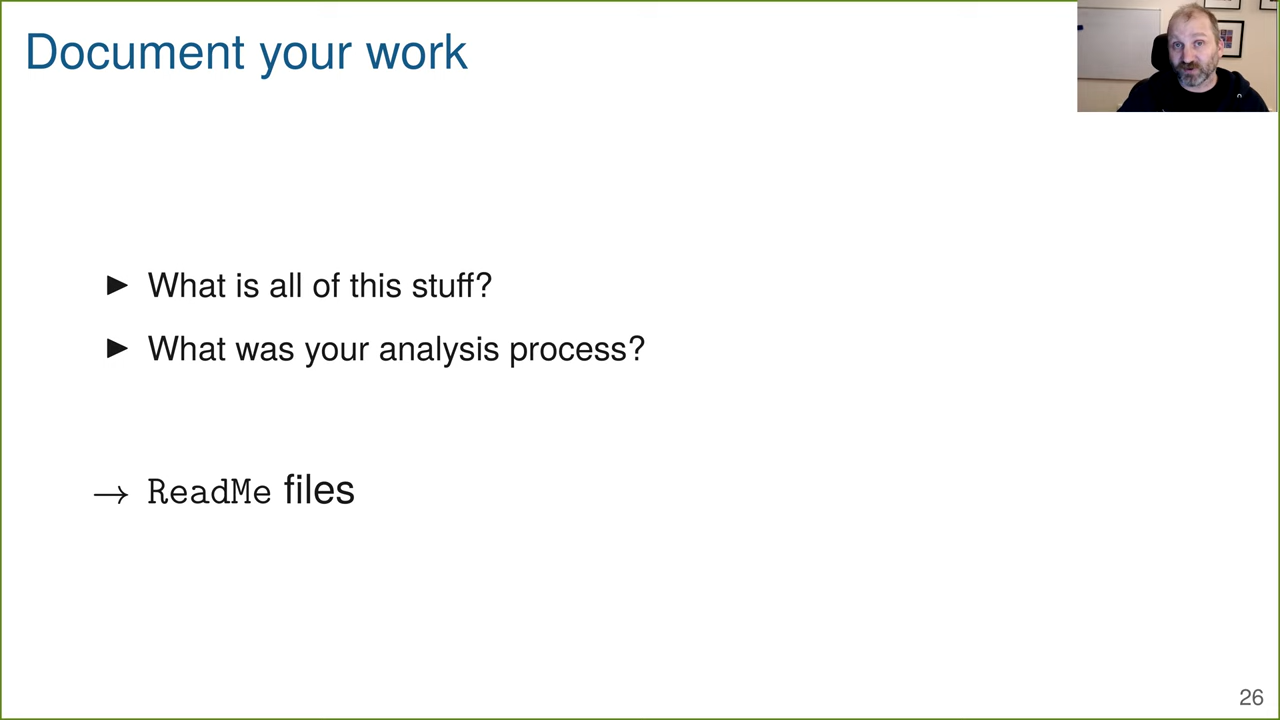 Document your work
▶ What is all of this stuff?
▶ What was your analysis process?
→ ReadMe files
26